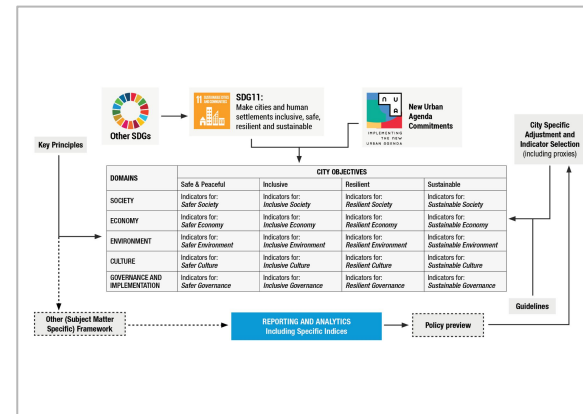 Other SDGs
11 SUSTAINABLE CITIES
AND COMMUNITIES
SDG11:
Make cities and human
settlements inclusive, safe,
resilient and sustainable
N U A
IMPLEMENTING
THE NEW
URBAN AGENDA
New Urban
Agenda
Commitments
City Specific
Adjustment and
Indicator Selection
(including proxies)
Key Principles
DOMAINS
CITY OBJECTIVES
Safe & Peaceful Inclusive Resilient Sustainable
SOCIETY
Indicators for: Indicators for: Indicators for: Indicators for:
Safer Society Inclusive Society Resilient Society Sustainable Society
ECONOMY
Indicators for: Indicators for: Indicators for: Indicators for:
Safer Economy Inclusive Economy Resilient Economy Sustainable Economy
ENVIRONMENT
Indicators for: Indicators for: Indicators for: Indicators for:
Safer Environment Inclusive Environment Resilient Environment Sustainable Environment
CULTURE
Indicators for: Indicators for: Indicators for: Indicators for:
Safer Culture Inclusive Culture Resilient Culture Sustainable Culture
GOVERNANCE AND
IMPLEMENTATION
Indicators for: Indicators for: Indicators for: Indicators for:
Safer Governance Inclusive Governance Resilient Governance Sustainable Governance
Guidelines
Other (Subject Matter
Specific) Framework
REPORTING AND ANALYTICS
Including Specific Indices
Policy preview